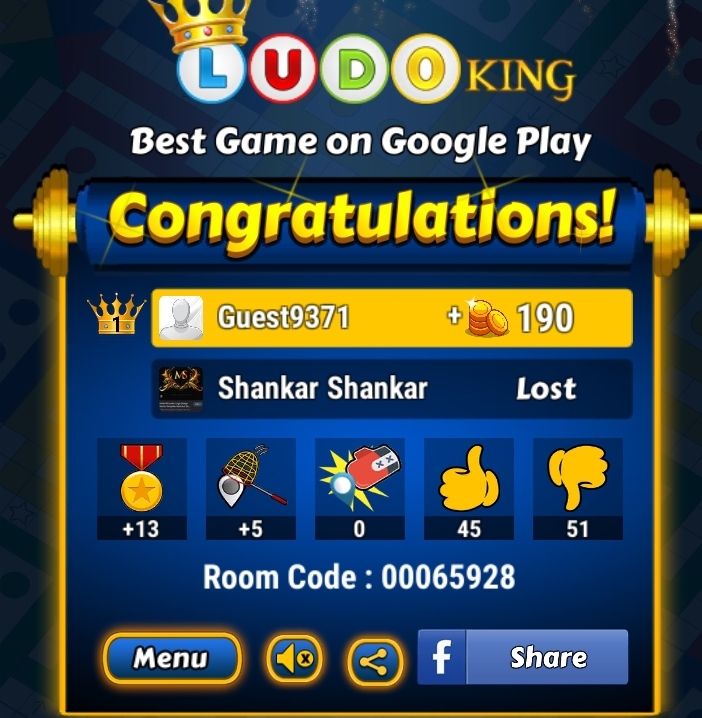 LUDO KING
Best Game on Google Play
Congratulations!
1 Guest9371 + 190
MS Shankar Shankar Lost
+13 +5 0 45 51
Room Code : 00065928
Menu f Share